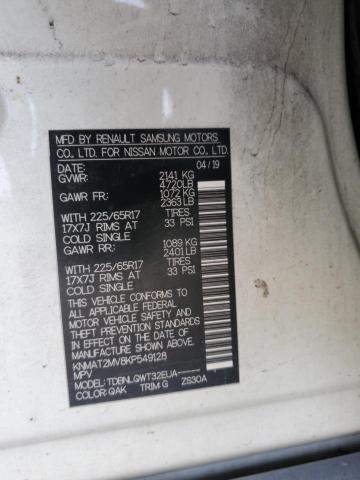 MFD BY RENAULT SAMSUNG MOTORS
CO., LTD. FOR NISSAN MOTOR CO., LTD.
DATE: 04/19
GVWR: 2141 KG
4720LB
GAWR FR: 1072 KG
2363LB
WITH 225/65R17 TIRES
17X7J RIMS AT 33 PSI
COLD SINGLE
GAWR RR: 1089 KG
2401LB
WITH 225/65R17 TIRES
17X7J RIMS AT 33 PSI
COLD SINGLE
THIS VEHICLE CONFORMS TO
ALL APPLICABLE FEDERAL
MOTOR VEHICLE SAFETY,
BUMPER, AND THEFT
PREVENTION STANDARDS IN
EFFECT ON THE DATE OF
MANUFACTURE SHOWN ABOVE.
KNMAT2MV8KP549128
MPV
MODEL: TDBNLQWT32EUA-----
COLOR: QAK TRIM: G ZS30A